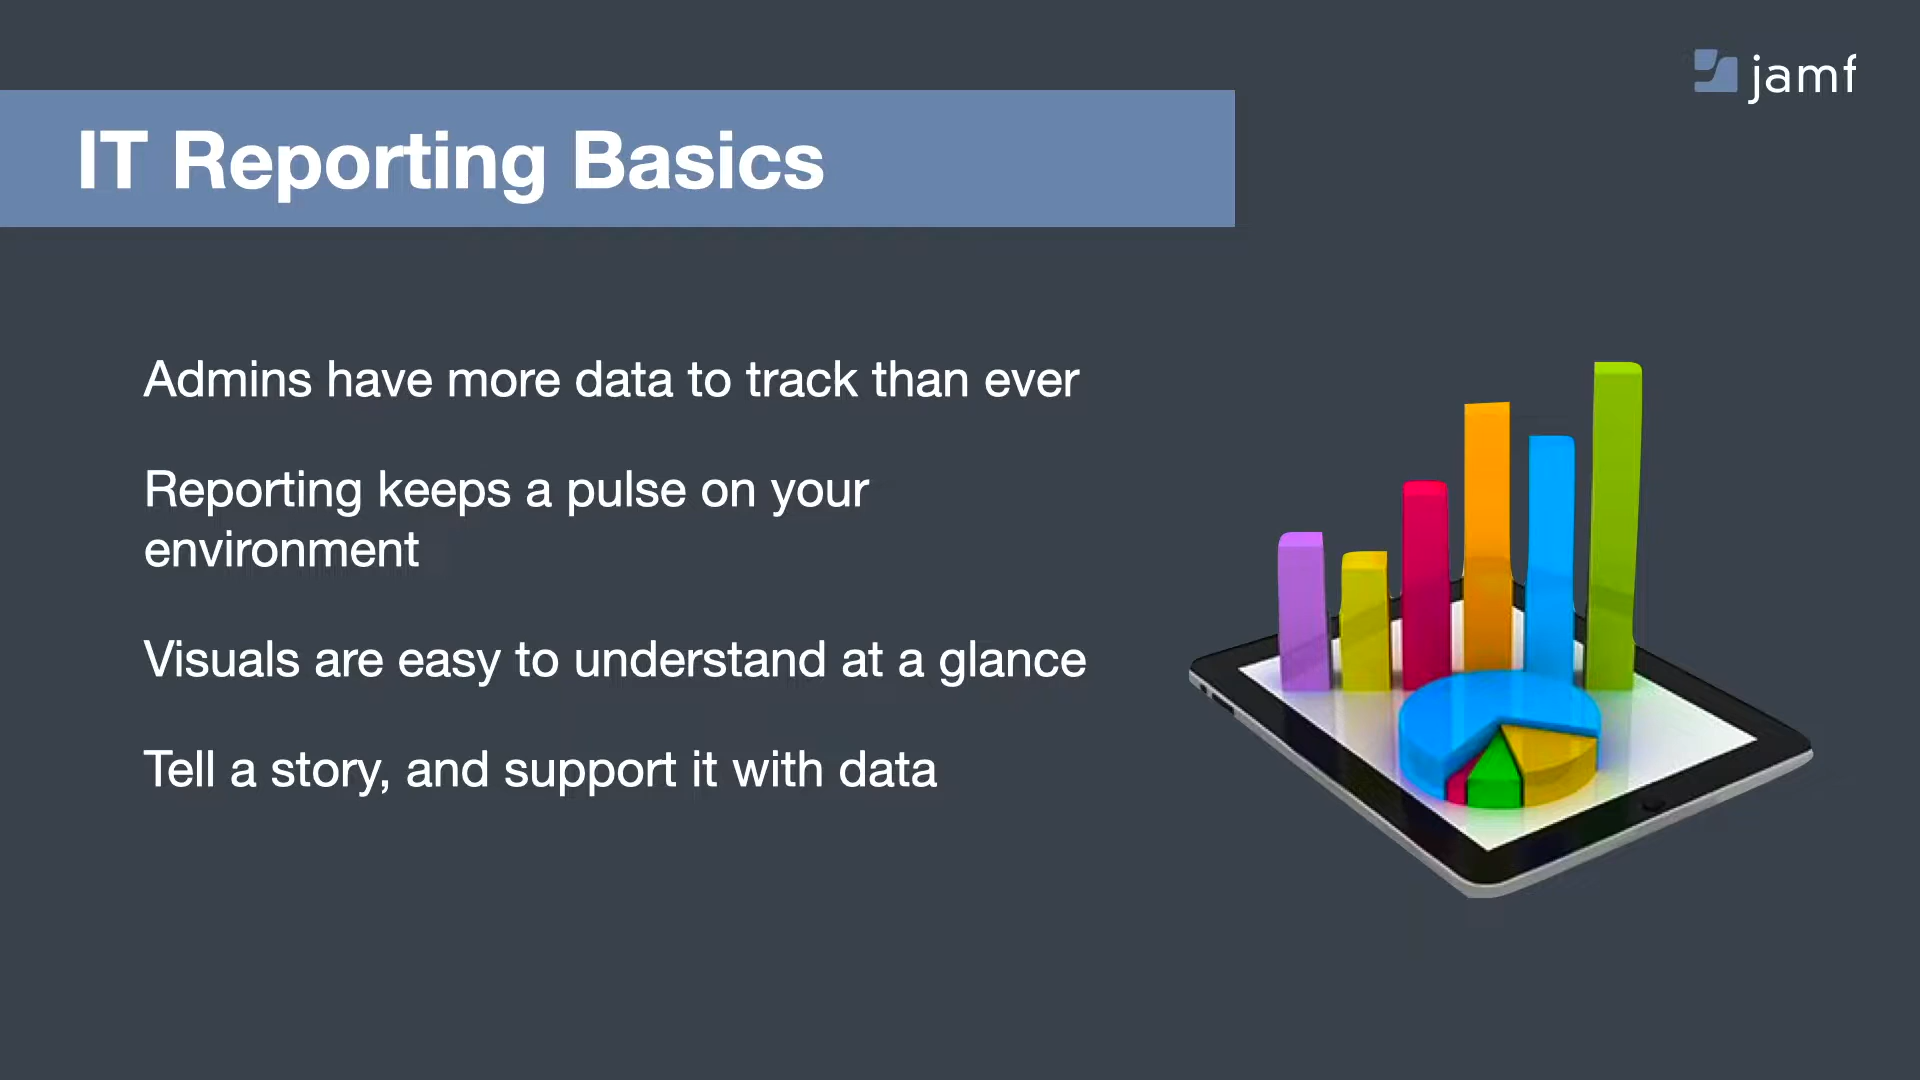 jamf
IT Reporting Basics
Admins have more data to track than ever
Reporting keeps a pulse on your
environment
Visuals are easy to understand at a glance
Tell a story, and support it with data